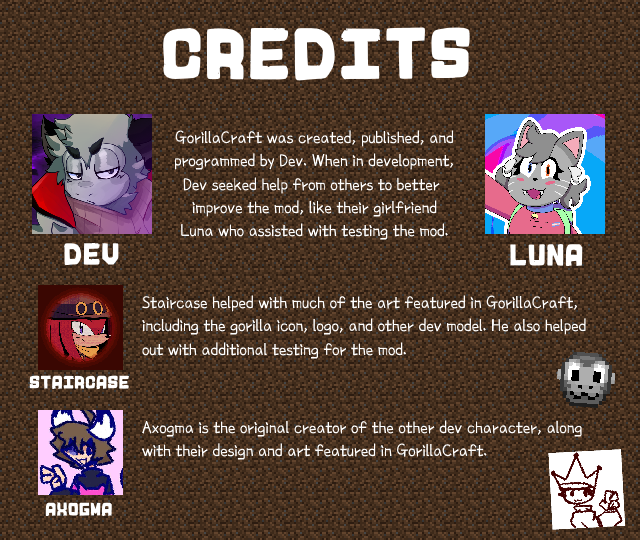 CREDITS
GorillaCraft was created, published, and
programmed by Dev. When in development,
Dev seeked help from others to better
improve the mod, like their girlfriend
Luna who assisted with testing the mod.
DEV
LUNA
Staircase helped with much of the art featured in GorillaCraft,
including the gorilla icon, logo, and other dev model. He also helped
out with additional testing for the mod.
STAIRCASE
Axogma is the original creator of the other dev character, along
with their design and art featured in GorillaCraft.
AXOGMA